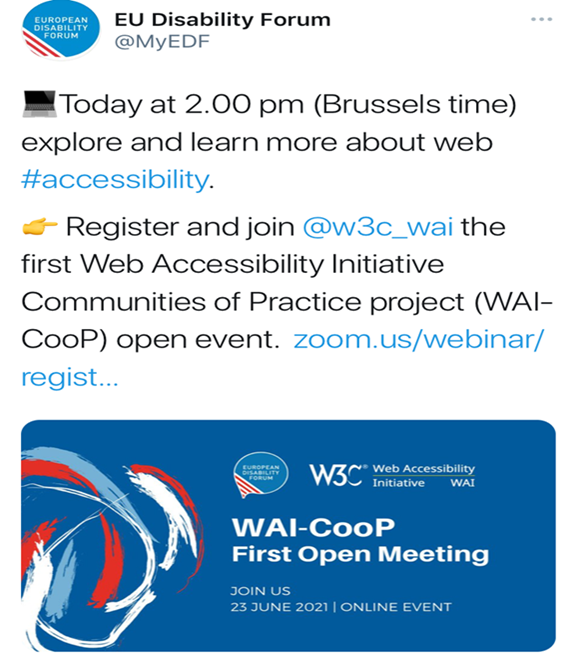 EUROPEAN
DISABILITY
FORUM
EU Disability Forum
@MyEDF
Today at 2.00 pm (Brussels time)
explore and learn more about web
#accessibility.
Register and join @w3c_wai the
first Web Accessibility Initiative
Communities of Practice project (WAI-
CooP) open event. zoom.us/webinar/
regist...
EUROPEAN
DISABILITY
FORUM
W3C® Web Accessibility
Initiative WAI
WAI-CooP
First Open Meeting
JOIN US
23 JUNE 2021 | ONLINE EVENT